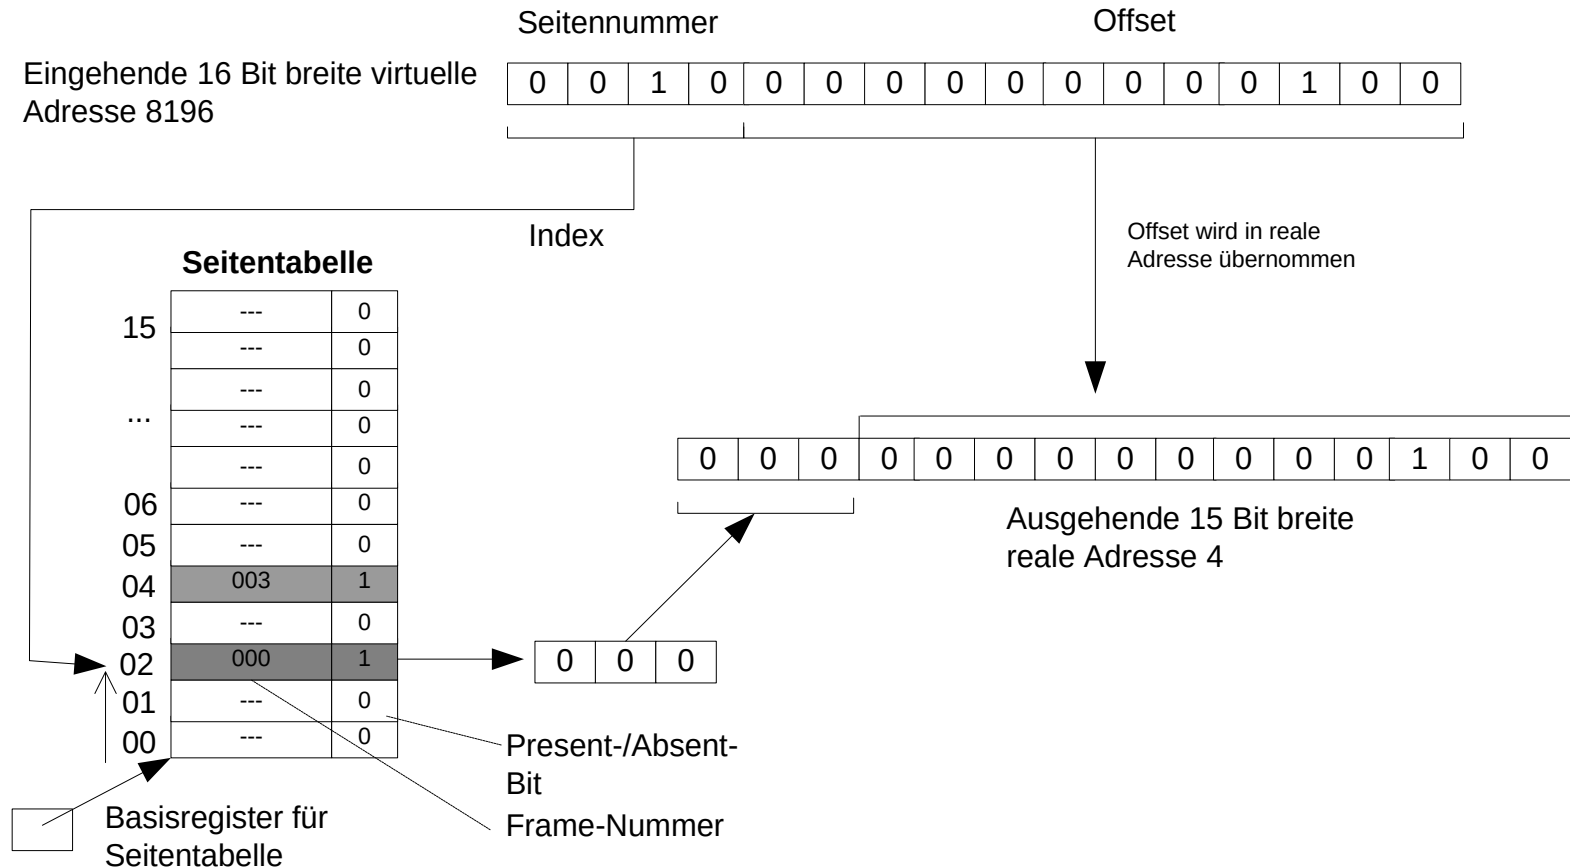 Seitennummer Offset
Eingehende 16 Bit breite virtuelle
Adresse 8196
0 0 1 0 0 0 0 0 0 0 0 0 0 1 0 0
Index
Offset wird in reale
Adresse übernommen
Seitentabelle
15 --- 0
--- 0
--- 0
... --- 0
--- 0
06 --- 0
05 --- 0
04 003 1
03 --- 0
02 000 1
01 --- 0
00 --- 0
0 0 0 0 0 0 0 0 0 0 0 0 1 0 0
Ausgehende 15 Bit breite
reale Adresse 4
0 0 0
Present-/Absent-
Bit
Frame-Nummer
Basisregister für
Seitentabelle